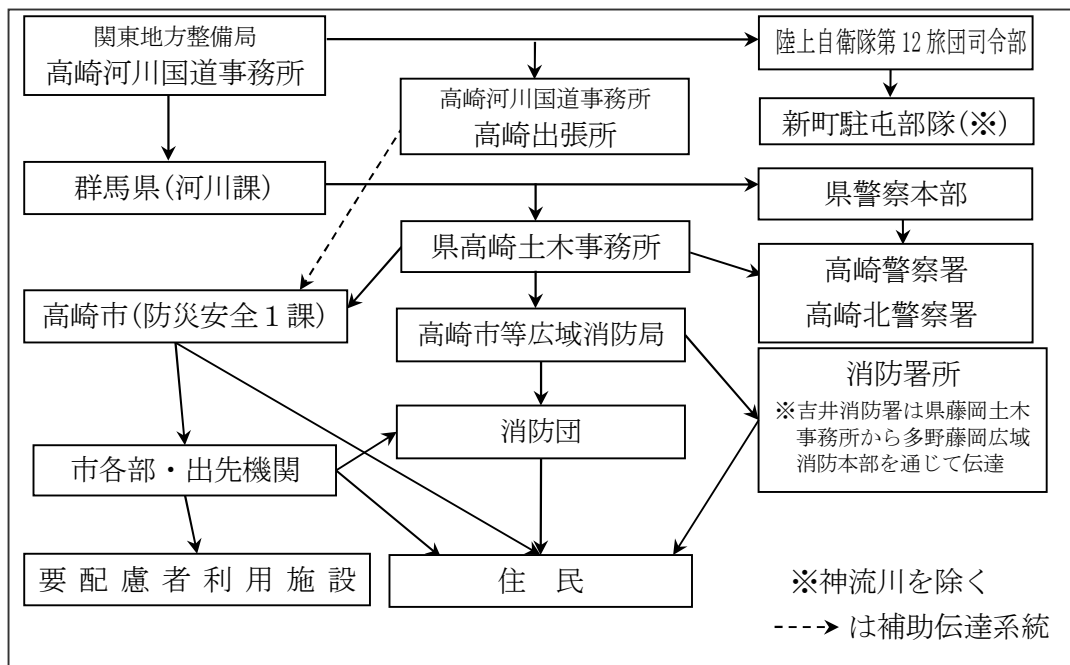 関東地方整備局
高崎河川国道事務所
陸上自衛隊第12旅団司令部
高崎河川国道事務所
高崎出張所
新町駐屯部隊(※)
群馬県(河川課)
県警察本部
県高崎土木事務所
高崎警察署
高崎北警察署
高崎市(防災安全1課)
高崎市等広域消防局
消防署所
※吉井消防署は県藤岡土木
事務所から多野藤岡広域
消防本部を通じて伝達
消防団
市各部・出先機関
要配慮者利用施設
住 民
※神流川を除く
は補助伝達系統